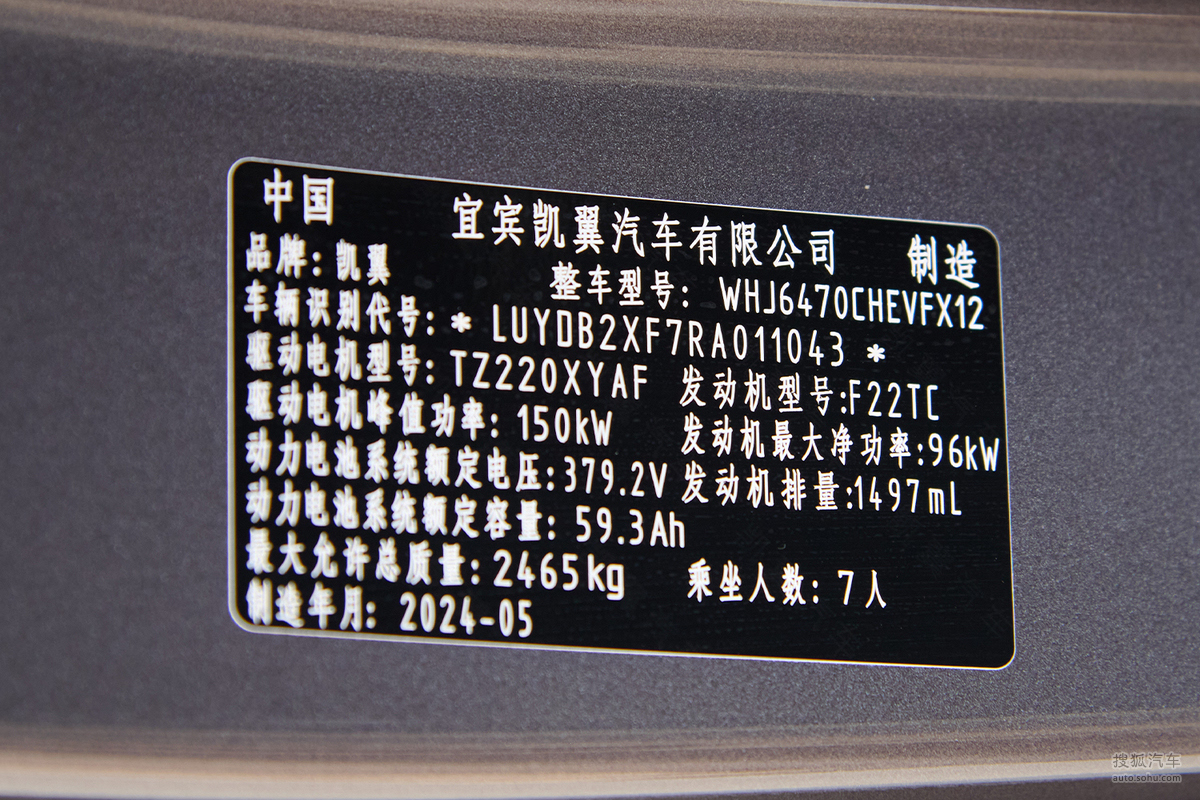 中国 宜宾凯翼汽车有限公司 制造
品牌：凯翼 整车型号： WHJ6470CHEVFX12
车辆识别代号：* LUYDB2XF7RA011043 *
驱动电机型号：TZ220XYAF 发动机型号:F22TC
驱动电机峰值功率：150kW 发动机最大净功率:96kW
动力电池系统额定电压:379.2V 发动机排量:1497mL
动力电池系统额定容量：59.3Ah
最大允许总质量：2465kg 乘坐人数：7人
制造年月：2024-05
搜狐汽车
auto.sohu.com